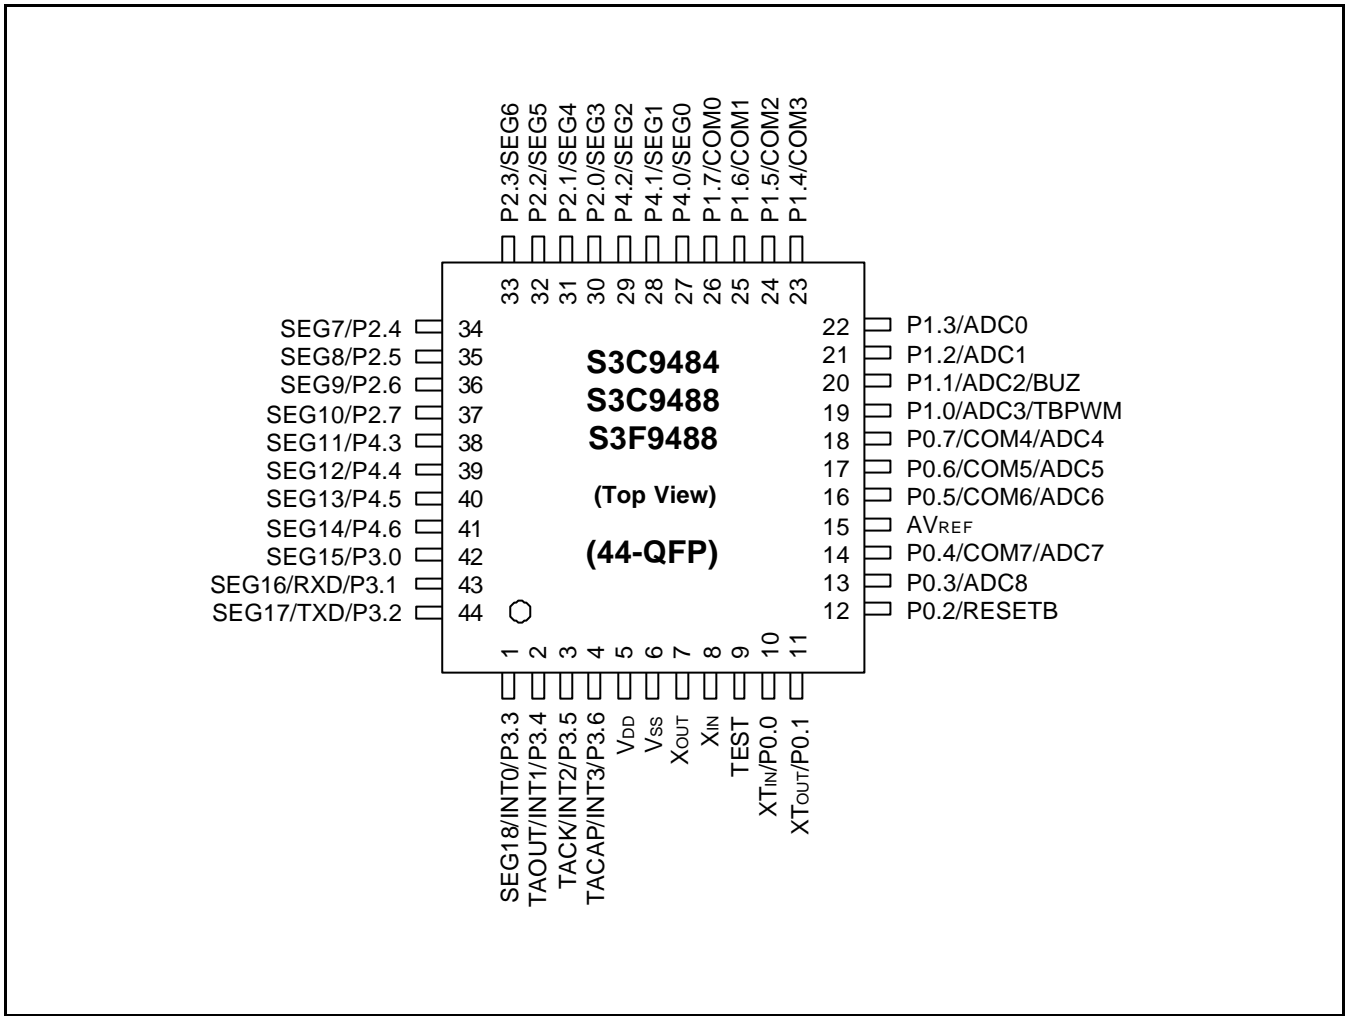 P2.3/SEG6
P2.2/SEG5
P2.1/SEG4
P2.0/SEG3
P4.2/SEG2
P4.1/SEG1
P4.0/SEG0
P1.7/COM0
P1.6/COM1
P1.5/COM2
P1.4/COM3
33
32
31
30
29
28
27
26
25
24
23
SEG7/P2.4 34
SEG8/P2.5 35
SEG9/P2.6 36
SEG10/P2.7 37
SEG11/P4.3 38
SEG12/P4.4 39
SEG13/P4.5 40
SEG14/P4.6 41
SEG15/P3.0 42
SEG16/RXD/P3.1 43
SEG17/TXD/P3.2 44
S3C9484
S3C9488
S3F9488
(Top View)
(44-QFP)
22 P1.3/ADC0
21 P1.2/ADC1
20 P1.1/ADC2/BUZ
19 P1.0/ADC3/TBPWM
18 P0.7/COM4/ADC4
17 P0.6/COM5/ADC5
16 P0.5/COM6/ADC6
15 AVREF
14 P0.4/COM7/ADC7
13 P0.3/ADC8
12 P0.2/RESETB
1
2
3
4
5
6
7
8
9
10
11
SEG18/INT0/P3.3
TAOUT/INT1/P3.4
TACK/INT2/P3.5
TACAP/INT3/P3.6
VDD
VSS
XOUT
XIN
TEST
XTIN/P0.0
XTOUT/P0.1